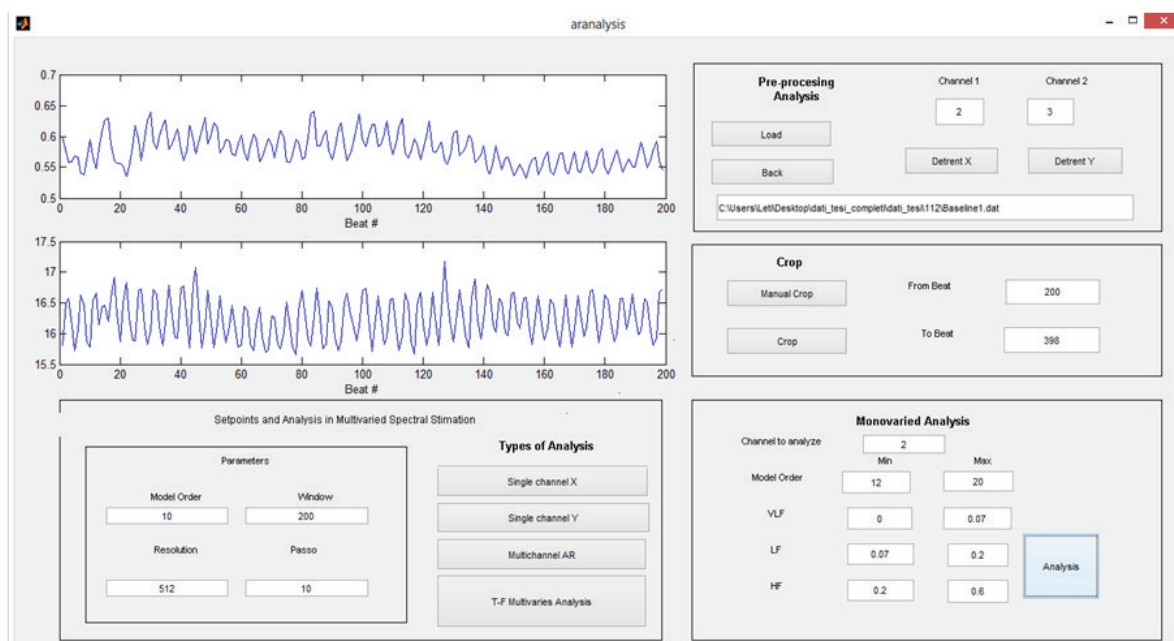 aranalysis
0.7
0.65
0.6
0.55
0.5
0 20 40 60 80 100 120 140 160 180 200
Beat #
17.5
17
16.5
16
15.5
0 20 40 60 80 100 120 140 160 180 200
Beat #
Pre-procesing
Analysis
Channel 1 Channel 2
2 3
Load
Back
Detrent X Detrent Y
C:\Users\Leti\Desktop\dati_tesi_completi\dati_tesi\112\Baseline1.dat
Crop
Manual Crop From Beat 200
Crop To Beat 398
Setpoints and Analysis in Multivaried Spectral Stimation
Parameters
Model Order Window
10 200
Resolution Passo
512 10
Types of Analysis
Single channel X
Single channel Y
Multichannel AR
T-F Multivaries Analysis
Monovaried Analysis
Channel to analyze 2
Min Max
Model Order 12 20
VLF 0 0.07
LF 0.07 0.2
HF 0.2 0.6
Analysis